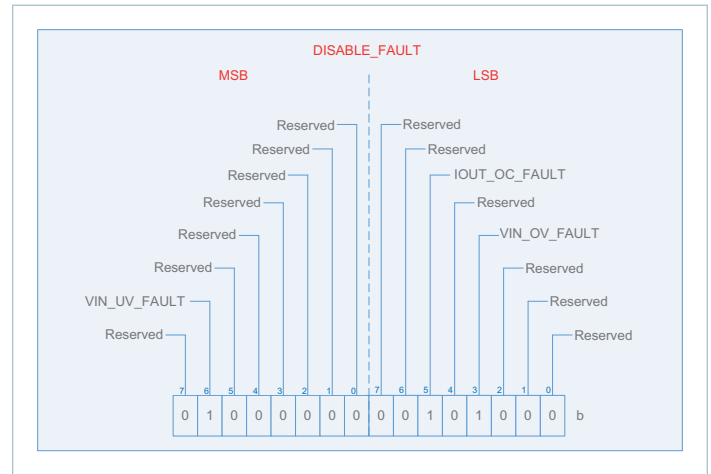 DISABLE_FAULT
MSB LSB
Reserved Reserved
Reserved Reserved
Reserved IOUT_OC_FAULT
Reserved Reserved
Reserved VIN_OV_FAULT
Reserved Reserved
VIN_UV_FAULT Reserved
Reserved Reserved
7 6 5 4 3 2 1 0 7 6 5 4 3 2 1 0
0 1 0 0 0 0 0 0 0 0 1 0 1 0 0 0 b